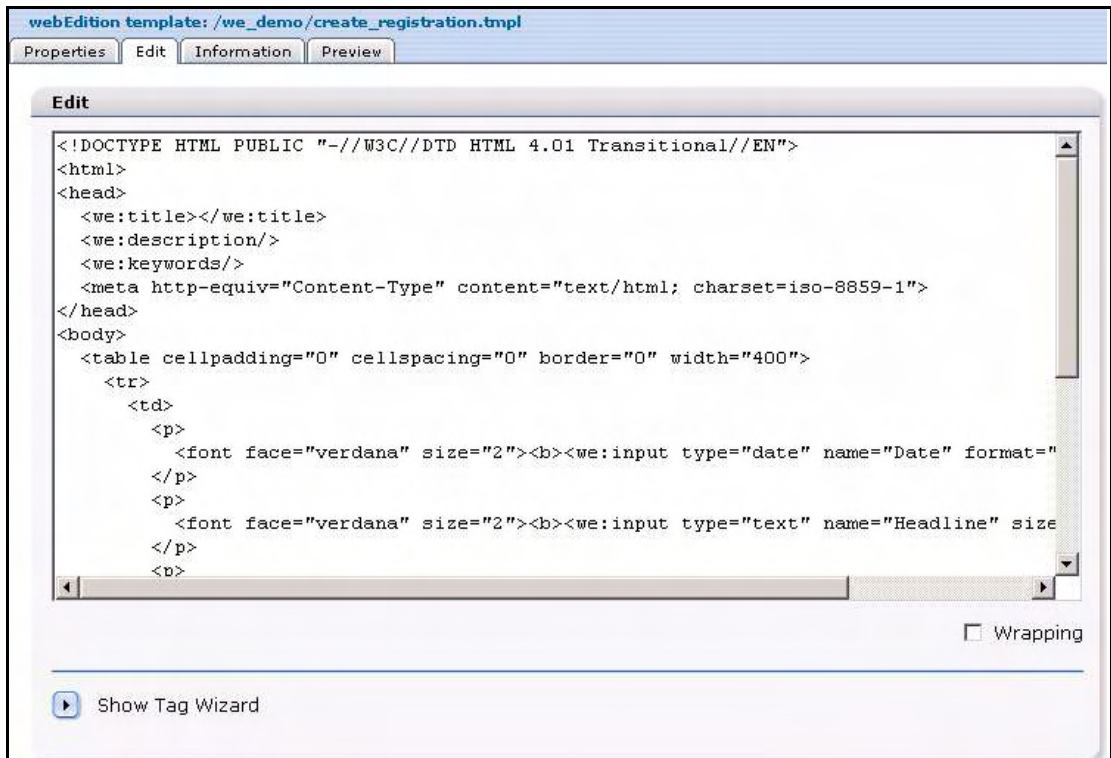 webEdition template: /we_demo/create_registration.tmpl
Properties Edit Information Preview
Edit
<!DOCTYPE HTML PUBLIC "-//W3C//DTD HTML 4.01 Transitional//EN">
<html>
<head>
  <we:title></we:title>
  <we:description/>
  <we:keywords/>
  <meta http-equiv="Content-Type" content="text/html; charset=iso-8859-1">
</head>
<body>
  <table cellpadding="0" cellspacing="0" border="0" width="400">
    <tr>
      <td>
        <p>
          <font face="verdana" size="2"><b><we:input type="date" name="Date" format="
        </p>
        <p>
          <font face="verdana" size="2"><b><we:input type="text" name="Headline" size
        </p>
        <p>
Wrapping
Show Tag Wizard